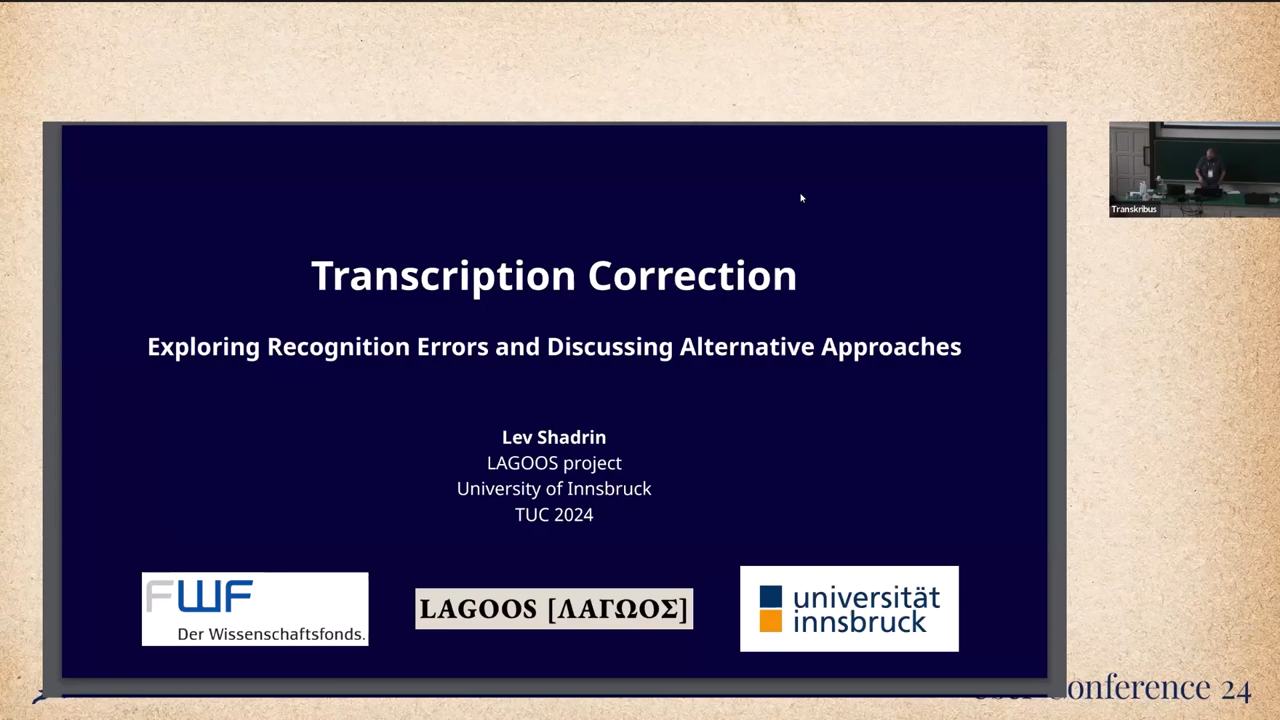 Transcription Correction
Exploring Recognition Errors and Discussing Alternative Approaches
Lev Shadrin
LAGOOS project
University of Innsbruck
TUC 2024
FWF
Der Wissenschaftsfonds.
LAGOOS [ΛΑΓΩΟΣ]
universität
innsbruck
Transkribus
Conference 24